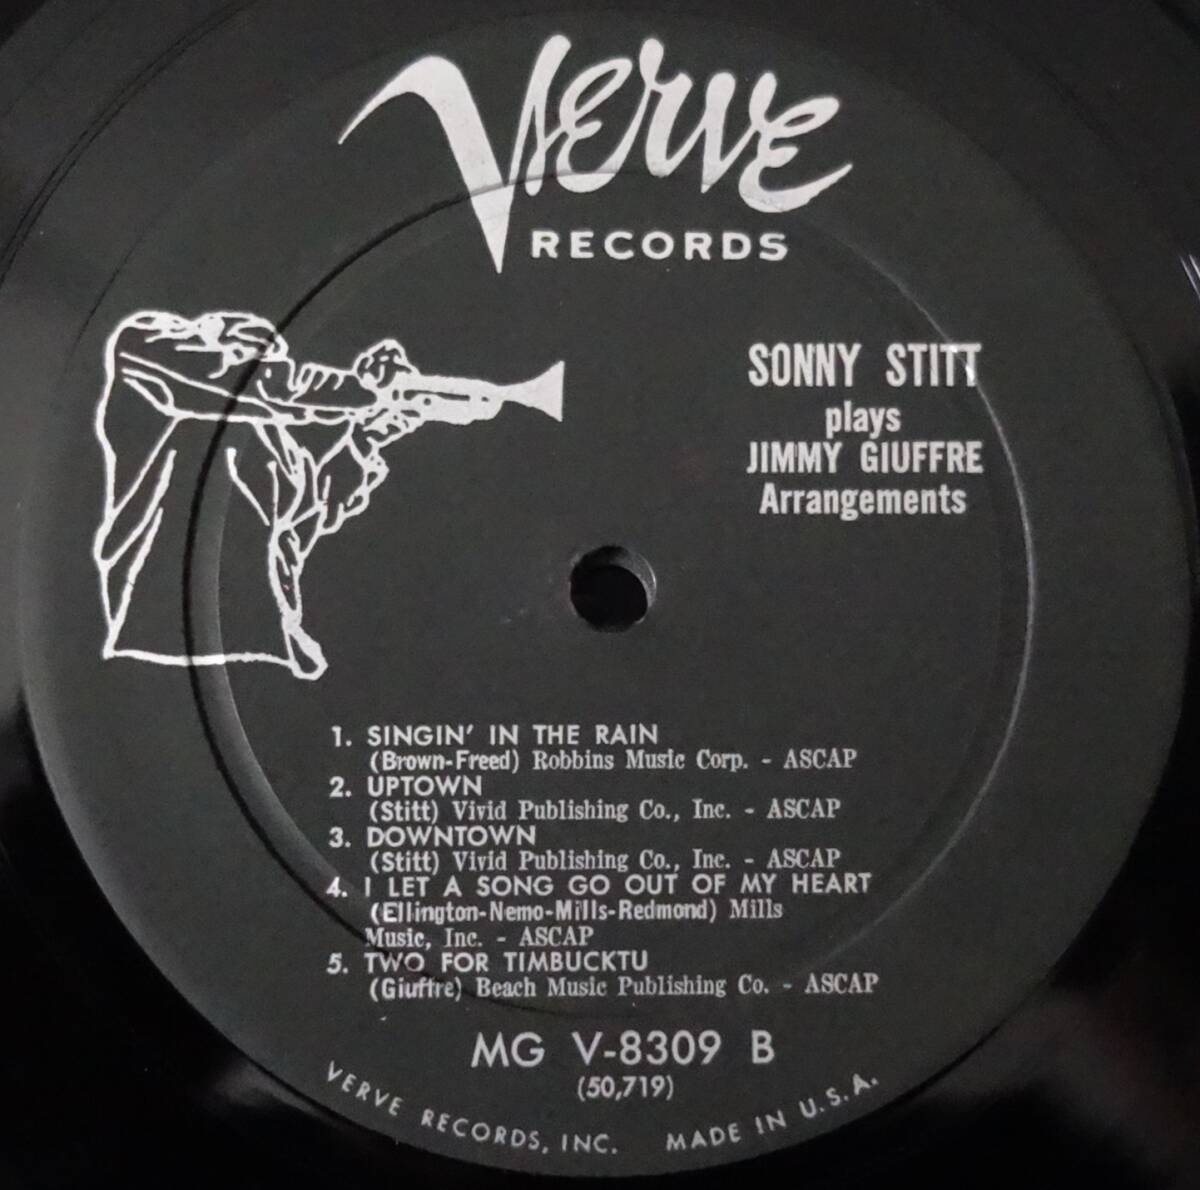 Verve
RECORDS
SONNY STITT
plays
JIMMY GIUFFRE
Arrangements
1. SINGIN' IN THE RAIN
(Brown-Freed) Robbins Music Corp. - ASCAP
2. UPTOWN
(Stitt) Vivid Publishing Co., Inc. - ASCAP
3. DOWNTOWN
(Stitt) Vivid Publishing Co., Inc. - ASCAP
4. I LET A SONG GO OUT OF MY HEART
(Ellington-Nemo-Mills-Redmond) Mills
Music, Inc. - ASCAP
5. TWO FOR TIMBUCKTU
(Giuffre) Beach Music Publishing Co. - ASCAP
MG V-8309 B
(50,719)
VERVE RECORDS, INC. MADE IN U.S.A.